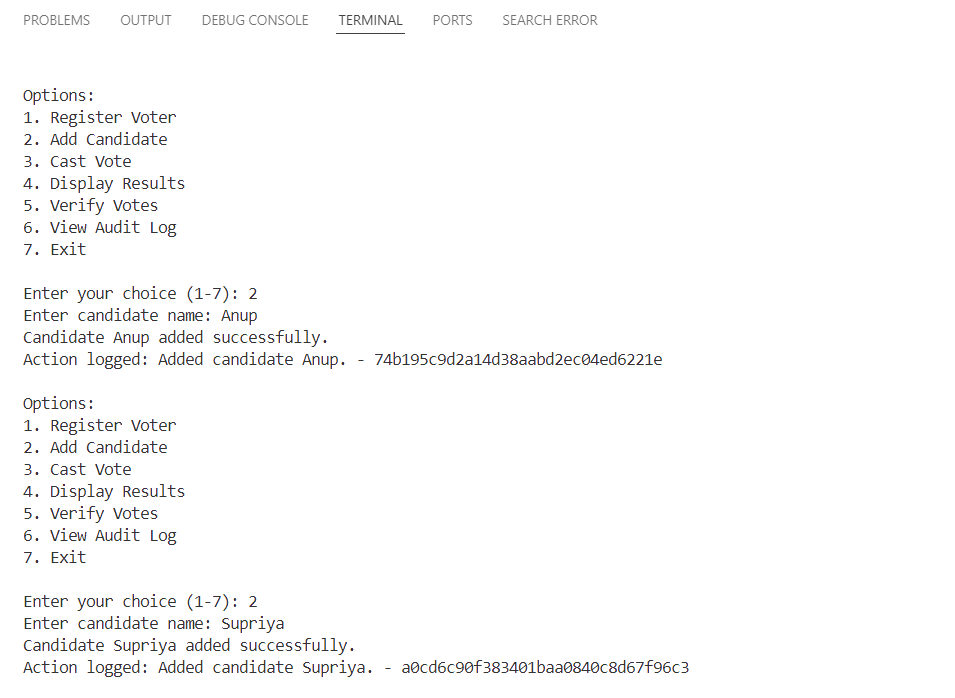 PROBLEMS OUTPUT DEBUG CONSOLE TERMINAL PORTS SEARCH ERROR
Options:
1. Register Voter
2. Add Candidate
3. Cast Vote
4. Display Results
5. Verify Votes
6. View Audit Log
7. Exit
Enter your choice (1-7): 2
Enter candidate name: Anup
Candidate Anup added successfully.
Action logged: Added candidate Anup. - 74b195c9d2a14d38aabd2ec04ed6221e
Options:
1. Register Voter
2. Add Candidate
3. Cast Vote
4. Display Results
5. Verify Votes
6. View Audit Log
7. Exit
Enter your choice (1-7): 2
Enter candidate name: Supriya
Candidate Supriya added successfully.
Action logged: Added candidate Supriya. - a0cd6c90f383401baa0840c8d67f96c3